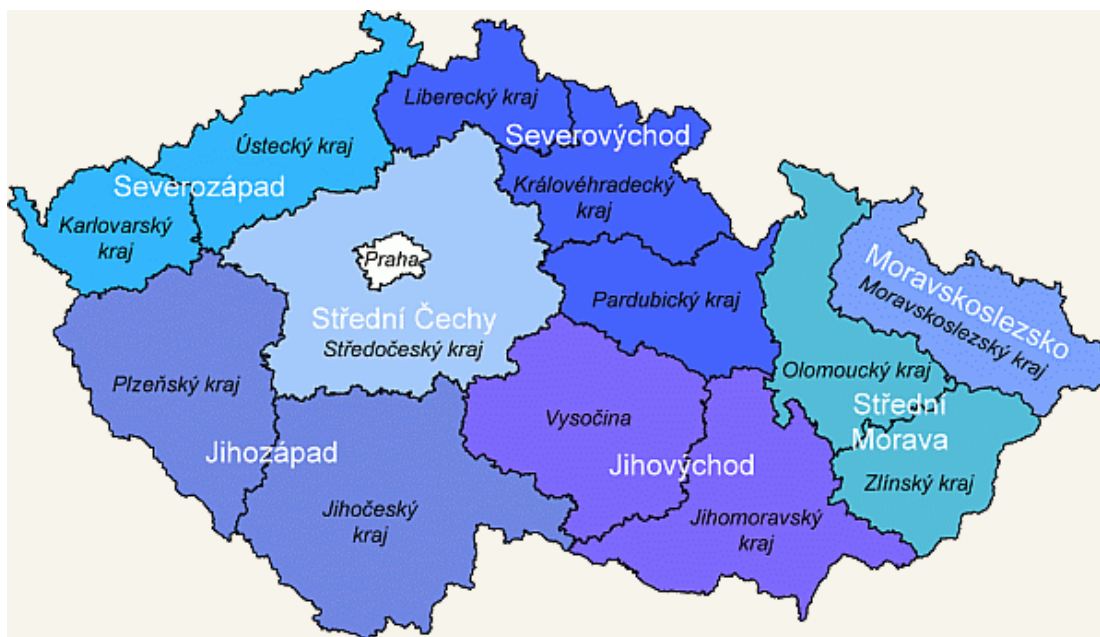 Liberecký kraj
Severovýchod
Ústecký kraj
Severozápad
Královéhradecký
kraj
Karlovarský
kraj
Praha
Moravskoslezsko
Moravskoslezský kraj
Pardubický kraj
Střední Čechy
Středočeský kraj
Plzeňský kraj
Olomoucký kraj
Střední
Morava
Vysočina
Jihozápad
Jihovýchod
Zlínský kraj
Jihočeský
kraj
Jihomoravský
kraj